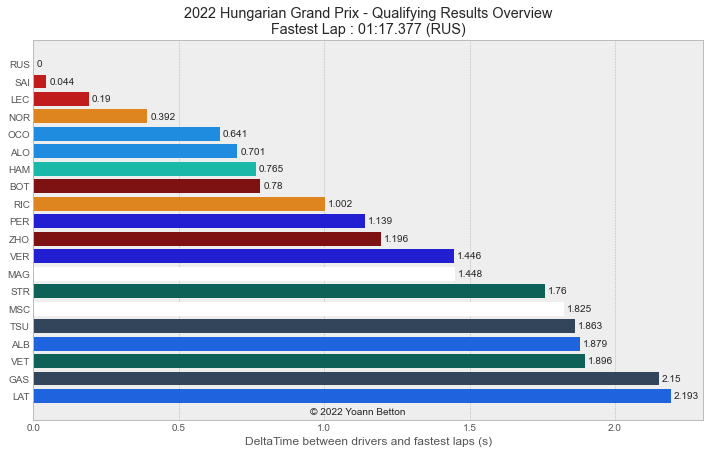 2022 Hungarian Grand Prix - Qualifying Results Overview
Fastest Lap : 01:17.377 (RUS)
RUS 0
SAI 0.044
LEC 0.19
NOR 0.392
OCO 0.641
ALO 0.701
HAM 0.765
BOT 0.78
RIC 1.002
PER 1.139
ZHO 1.196
VER 1.446
MAG 1.448
STR 1.76
MSC 1.825
TSU 1.863
ALB 1.879
VET 1.896
GAS 2.15
LAT 2.193
© 2022 Yoann Betton
0.0 0.5 1.0 1.5 2.0
DeltaTime between drivers and fastest laps (s)